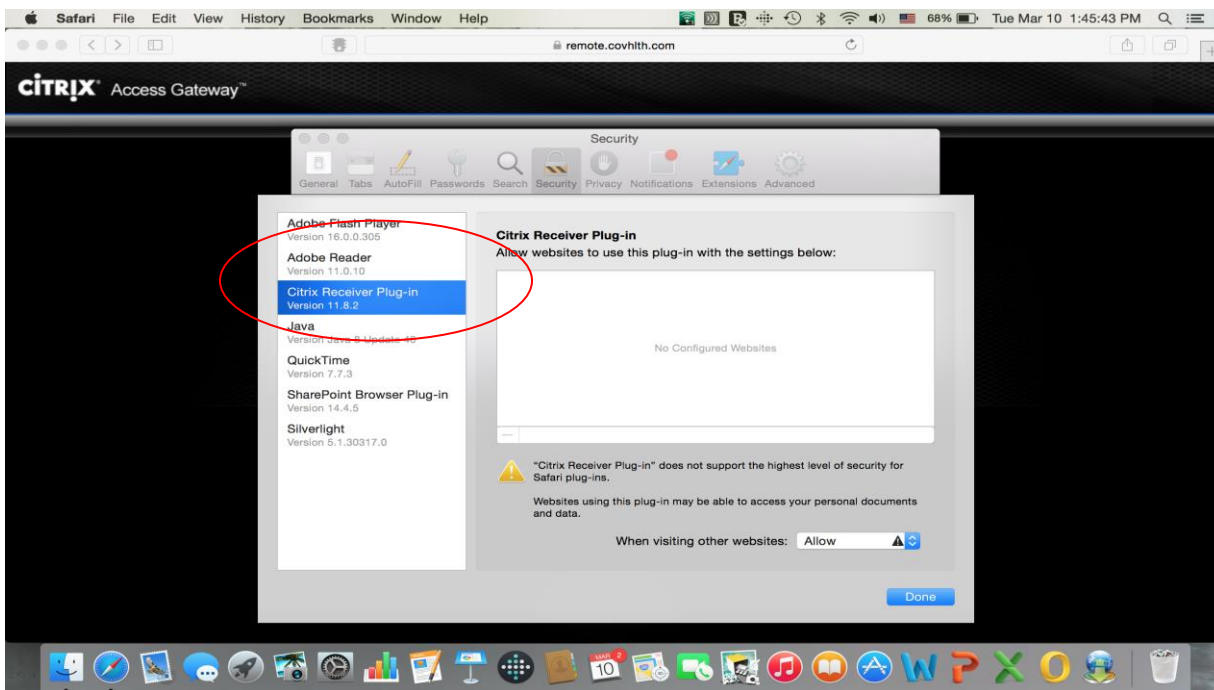 Safari File Edit View History Bookmarks Window Help 68% Tue Mar 10 1:45:43 PM
remote.covhlth.com
CITRIX Access Gateway™
Security
General Tabs AutoFill Passwords Search Security Privacy Notifications Extensions Advanced
Adobe Flash Player
Version 16.0.0.305
Adobe Reader
Version 11.0.10
Citrix Receiver Plug-in
Version 11.8.2
Java
Version Java 8 Update 40
QuickTime
Version 7.7.3
SharePoint Browser Plug-in
Version 14.4.5
Silverlight
Version 5.1.30317.0
Citrix Receiver Plug-in
Allow websites to use this plug-in with the settings below:
No Configured Websites
"Citrix Receiver Plug-in" does not support the highest level of security for
Safari plug-ins.
Websites using this plug-in may be able to access your personal documents
and data.
When visiting other websites: Allow
Done
MAR 2
10